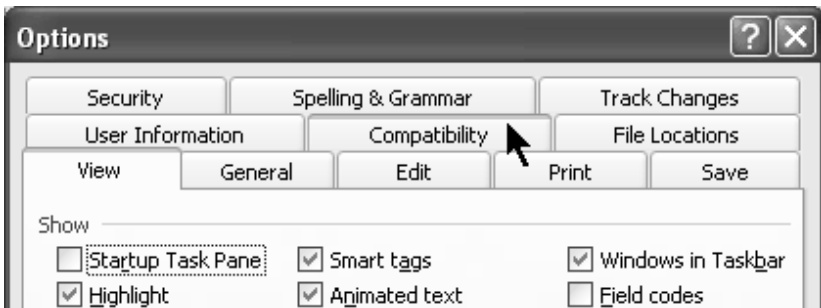 Options
Security Spelling & Grammar Track Changes
User Information Compatibility File Locations
View General Edit Print Save
Show
Startup Task Pane Smart tags Windows in Taskbar
Highlight Animated text Field codes